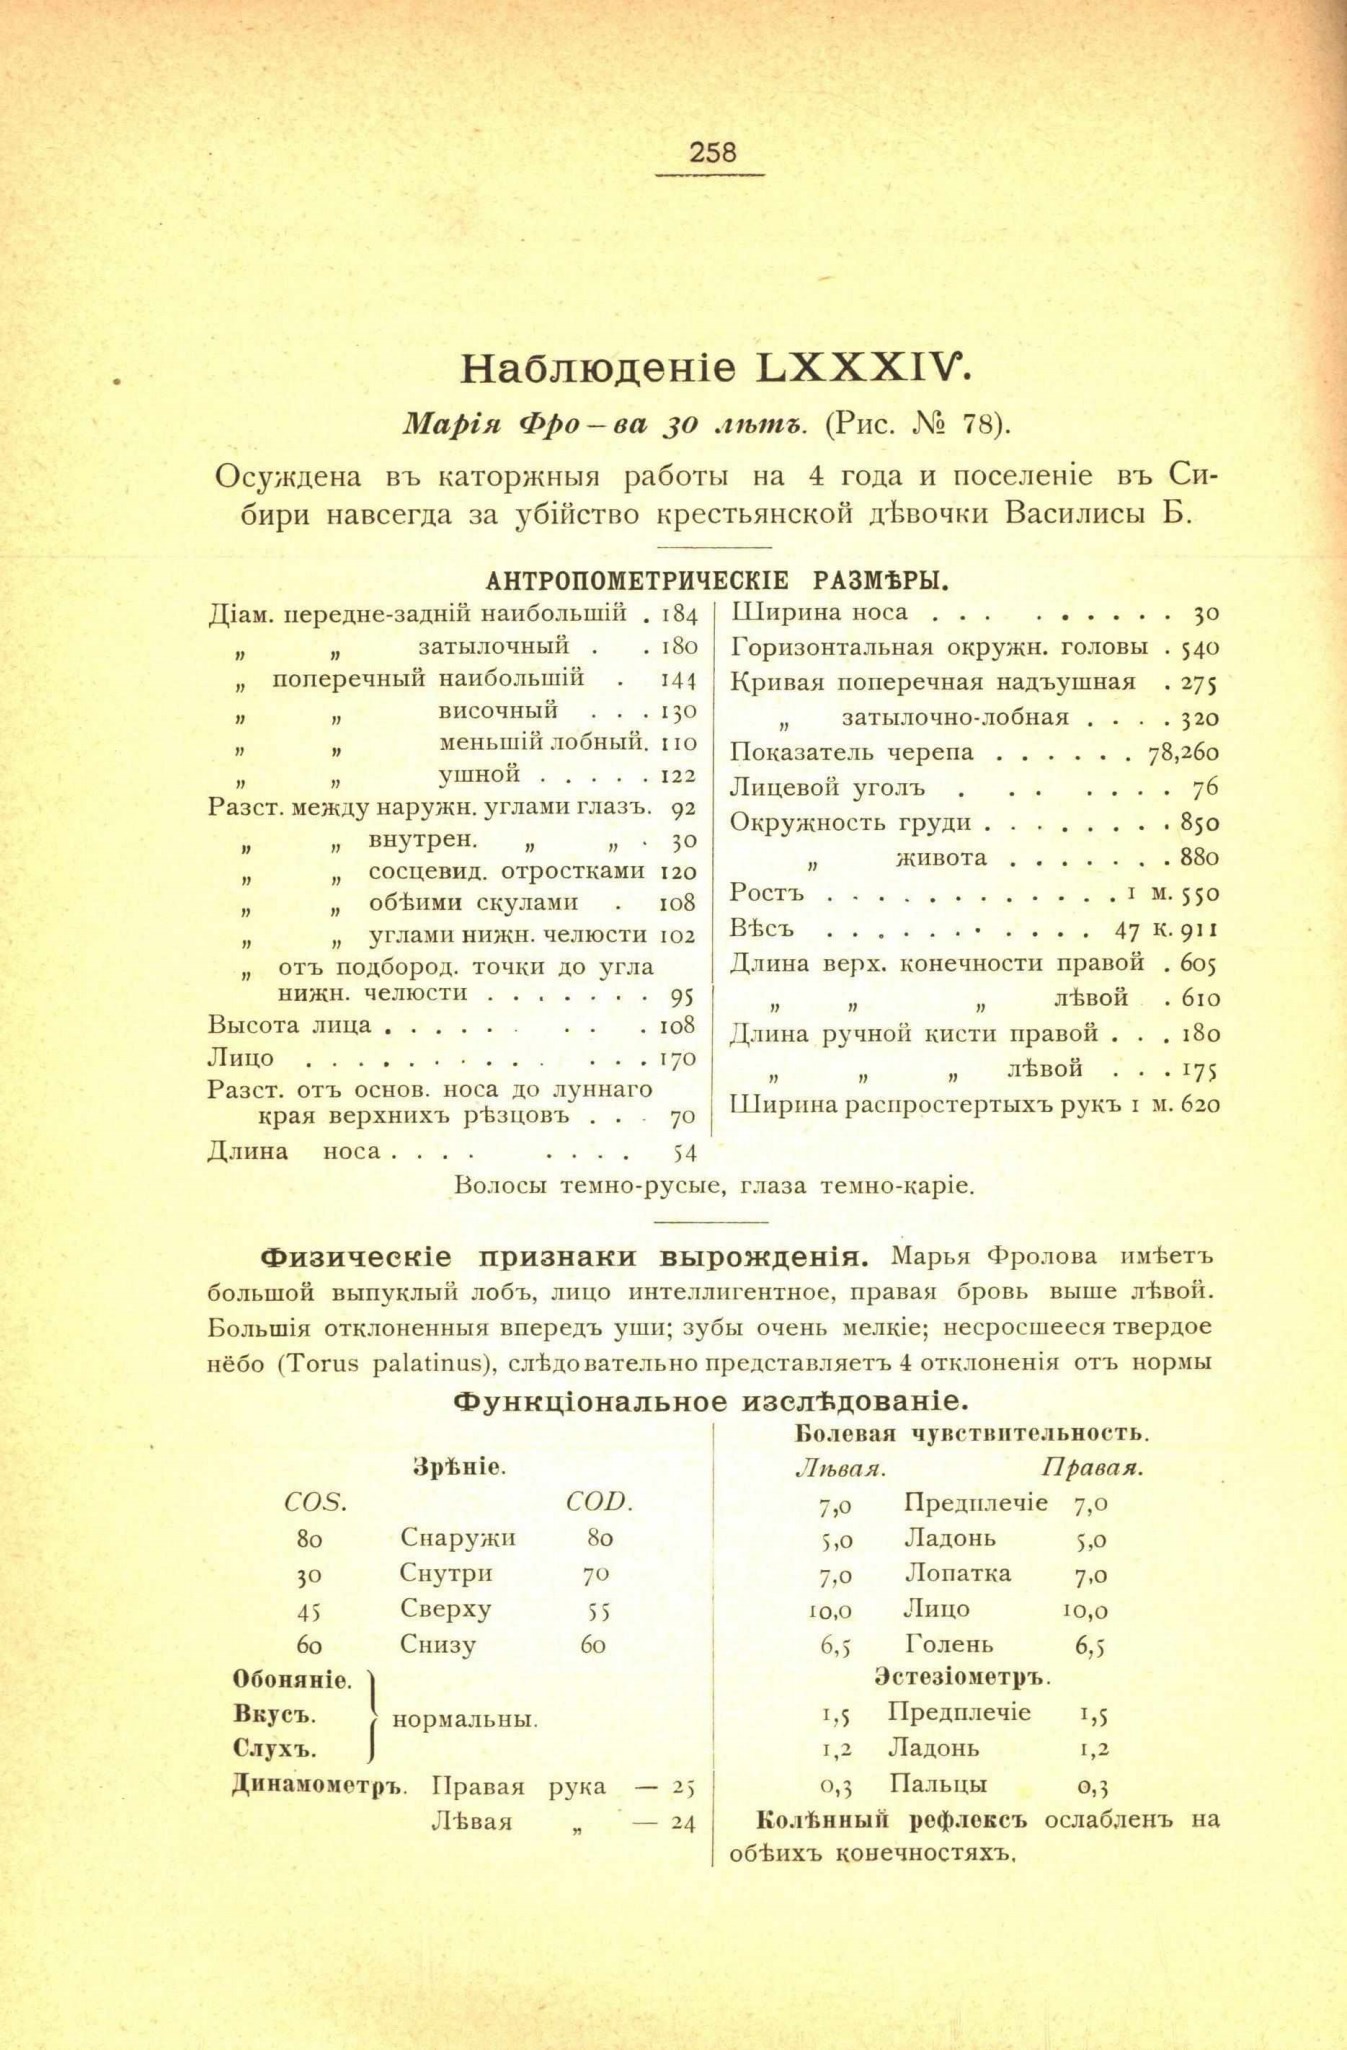 258
Наблюденіе LXXXIV.
Марія Фро—ва 30 лѣтъ. (Рис. № 78).
Осуждена въ каторжныя работы на 4 года и поселеніе въ Си-
бири навсегда за убійство крестьянской дѣвочки Василисы Б.
АНТРОПОМЕТРИЧЕСКІЕ РАЗМѢРЫ.
Діам. передне-задній наибольшій . 184
„ „ затылочный . . 180
„ поперечный наибольшій . 144
„ „ височный . . . 130
„ „ меньшій лобный. 110
„ „ ушной . . . . . 122
Разст. между наружн. углами глазъ. 92
„ „ внутрен. „ „ . 30
„ „ сосцевид. отростками 120
„ „ обѣими скулами . 108
„ „ углами нижн. челюсти 102
„ отъ подбород. точки до угла
нижн. челюсти . . . . . . . 95
Высота лица . . . . . . . . . 108
Лицо . . . . . . . . . . . . . 170
Разст. отъ основ. носа до луннаго
края верхнихъ рѣзцовъ . . . 70
Длина носа . . . . . . . . 54
Ширина носа . . . . . . . . . . 30
Горизонтальная окружн. головы . 540
Кривая поперечная надъушная . 275
„ затылочно-лобная . . . . 320
Показатель черепа . . . . . . 78,260
Лицевой уголъ . . . . . . . 76
Окружность груди . . . . . . . . 850
„ живота . . . . . . . 880
Ростъ . . . . . . . . . . . . . 1 м. 550
Вѣсъ . . . . . . . . . . . 47 к. 911
Длина верх. конечности правой . 605
„ „ „ лѣвой . 610
Длина ручной кисти правой . . . 180
„ „ „ лѣвой . . . 175
Ширина распростертыхъ рукъ 1 м. 620
Волосы темно-русые, глаза темно-каріе.
Физическіе признаки вырожденія. Марья Фролова имѣетъ
большой выпуклый лобъ, лицо интеллигентное, правая бровь выше лѣвой.
Большія отклоненныя впередъ уши; зубы очень мелкіе; несросшееся твердое
нёбо (Torus palatinus), слѣдовательно представляетъ 4 отклоненія отъ нормы
Функціональное изслѣдованіе.
Зрѣніе.
COS. COD.
80 Снаружи 80
30 Снутри 70
45 Сверху 55
60 Снизу 60
Обоняніе.
Вкусъ. } нормальны.
Слухъ.
Динамометръ. Правая рука — 25
Лѣвая „ — 24
Болевая чувствительность.
Лѣвая. Правая.
7,0 Предплечіе 7,0
5,0 Ладонь 5,0
7,0 Лопатка 7,0
10,0 Лицо 10,0
6,5 Голень 6,5
Эстезіометръ.
1,5 Предплечіе 1,5
1,2 Ладонь 1,2
0,3 Пальцы 0,3
Колѣнный рефлексъ ослабленъ на
обѣихъ конечностяхъ.